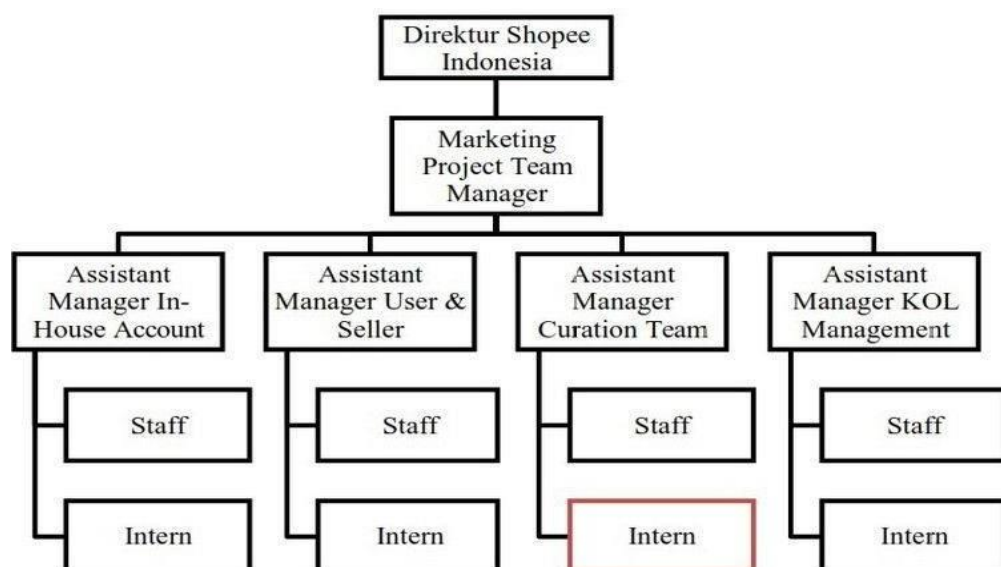 Direktur Shopee
Indonesia
Marketing
Project Team
Manager
Assistant
Manager In-
House Account
Assistant
Manager User &
Seller
Assistant
Manager
Curation Team
Assistant
Manager KOL
Management
Staff
Staff
Staff
Staff
Intern
Intern
Intern
Intern